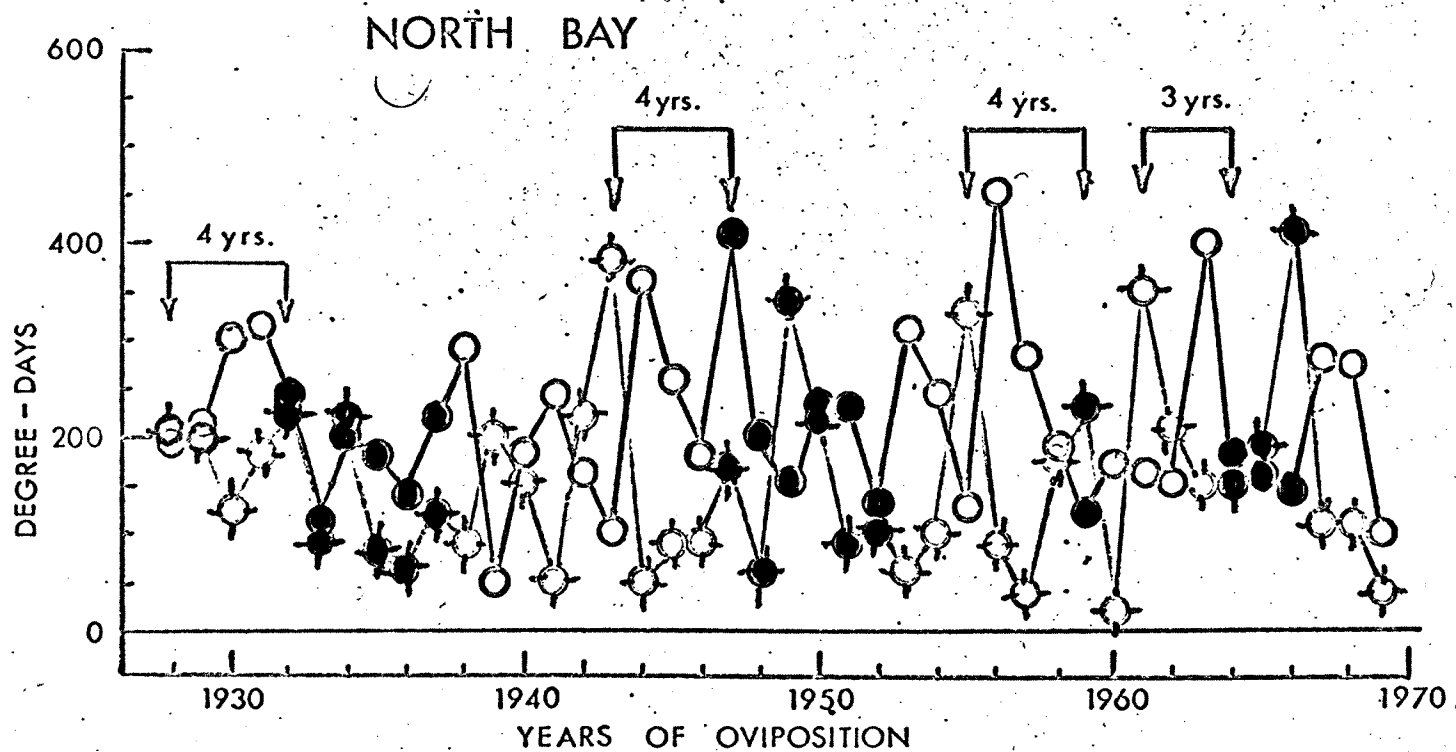 NORTH BAY
600
400
200
0
DEGREE - DAYS
4 yrs.
4 yrs.
4 yrs.
3 yrs.
1930 1940 1950 1960 1970
YEARS OF OVIPOSITION